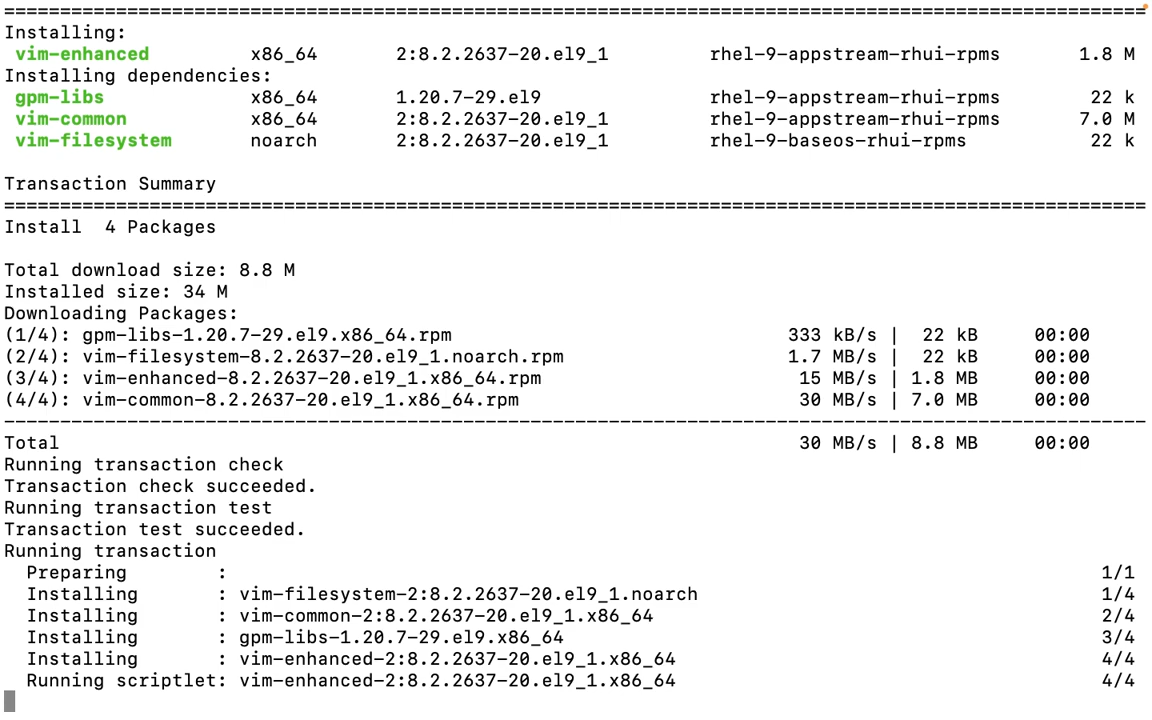 ================================================================================
Installing:
vim-enhanced x86_64 2:8.2.2637-20.el9_1 rhel-9-appstream-rhui-rpms 1.8 M
Installing dependencies:
gpm-libs x86_64 1.20.7-29.el9 rhel-9-appstream-rhui-rpms 22 k
vim-common x86_64 2:8.2.2637-20.el9_1 rhel-9-appstream-rhui-rpms 7.0 M
vim-filesystem noarch 2:8.2.2637-20.el9_1 rhel-9-baseos-rhui-rpms 22 k
Transaction Summary
================================================================================
Install  4 Packages
Total download size: 8.8 M
Installed size: 34 M
Downloading Packages:
(1/4): gpm-libs-1.20.7-29.el9.x86_64.rpm 333 kB/s | 22 kB 00:00
(2/4): vim-filesystem-8.2.2637-20.el9_1.noarch.rpm 1.7 MB/s | 22 kB 00:00
(3/4): vim-enhanced-8.2.2637-20.el9_1.x86_64.rpm 15 MB/s | 1.8 MB 00:00
(4/4): vim-common-8.2.2637-20.el9_1.x86_64.rpm 30 MB/s | 7.0 MB 00:00
--------------------------------------------------------------------------------
Total 30 MB/s | 8.8 MB 00:00
Running transaction check
Transaction check succeeded.
Running transaction test
Transaction test succeeded.
Running transaction
Preparing : 1/1
Installing : vim-filesystem-2:8.2.2637-20.el9_1.noarch 1/4
Installing : vim-common-2:8.2.2637-20.el9_1.x86_64 2/4
Installing : gpm-libs-1.20.7-29.el9.x86_64 3/4
Installing : vim-enhanced-2:8.2.2637-20.el9_1.x86_64 4/4
Running scriptlet: vim-enhanced-2:8.2.2637-20.el9_1.x86_64 4/4